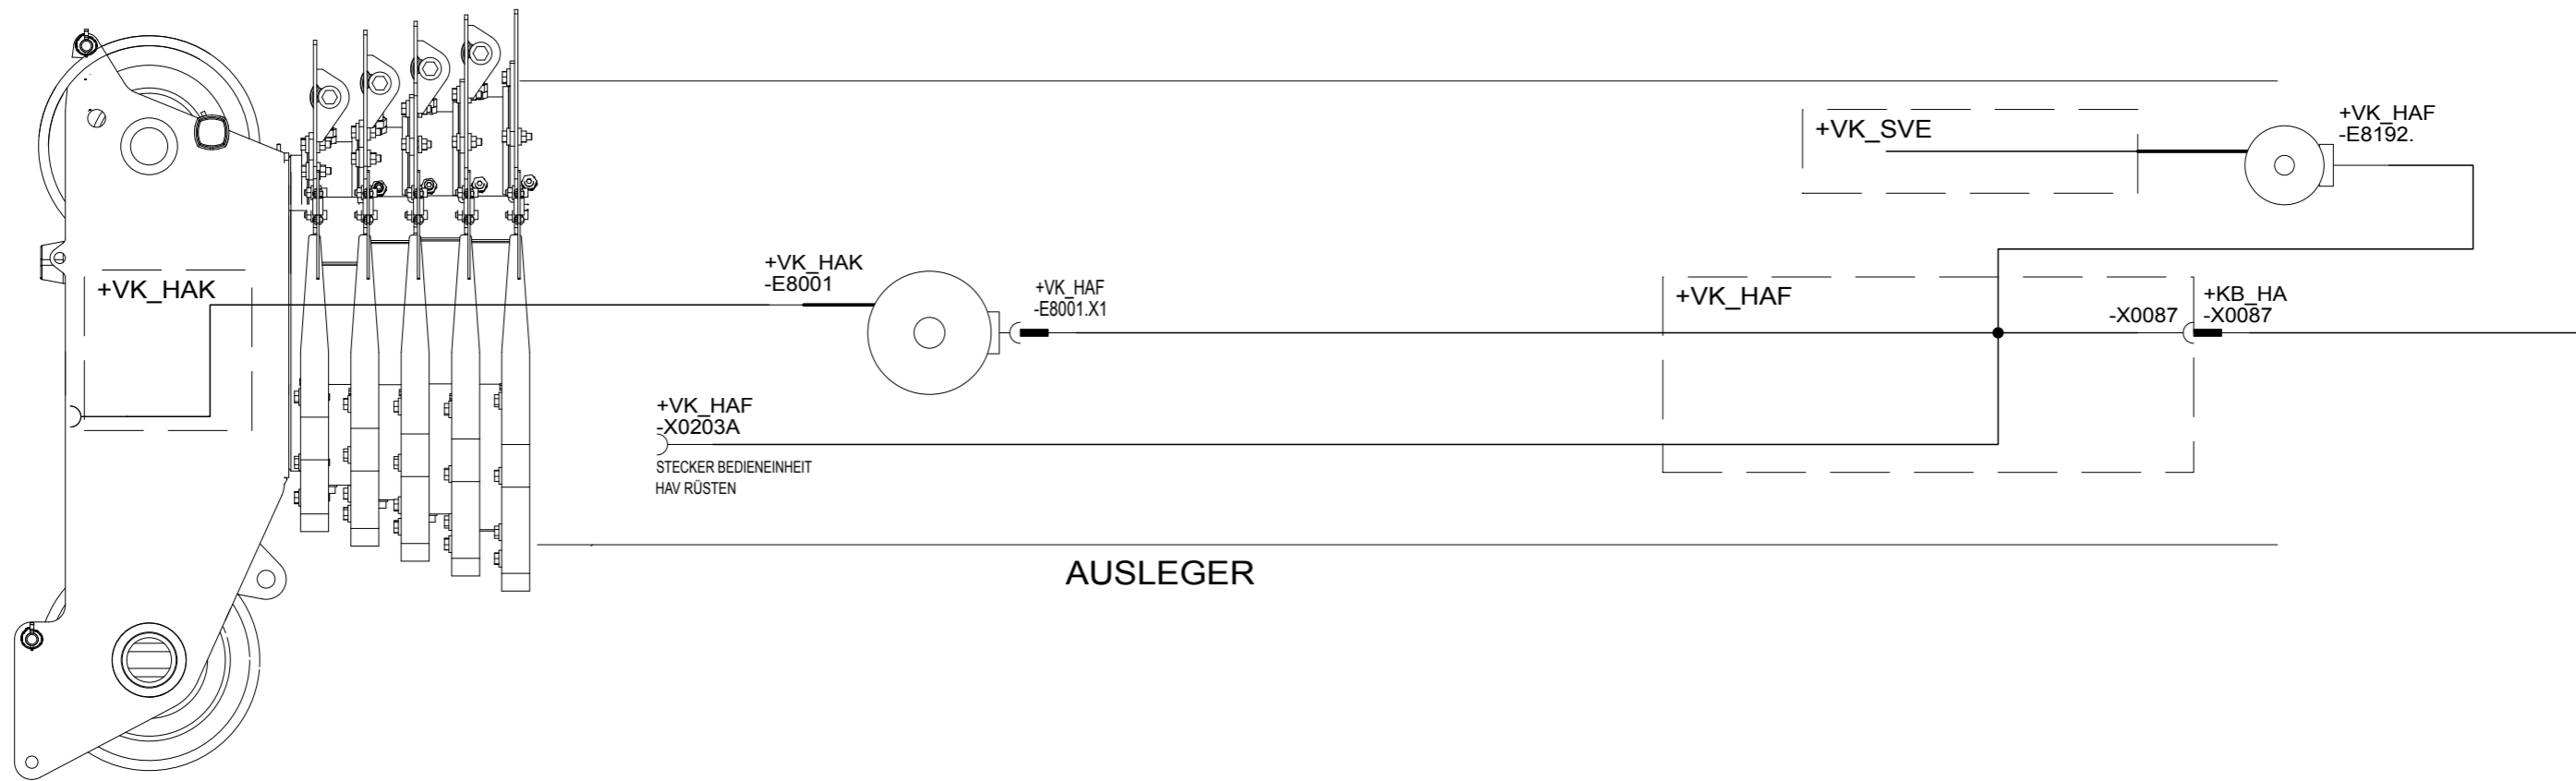 +VK_SVE
+VK_HAF
-E8192.
+VK_HAK
+VK_HAK
-E8001
+VK_HAF
-E8001.X1
+VK_HAF
-X0087
+KB_HA
-X0087
+VK_HAF
-X0203A
STECKER BEDIENEINHEIT
HAV RÜSTEN
AUSLEGER